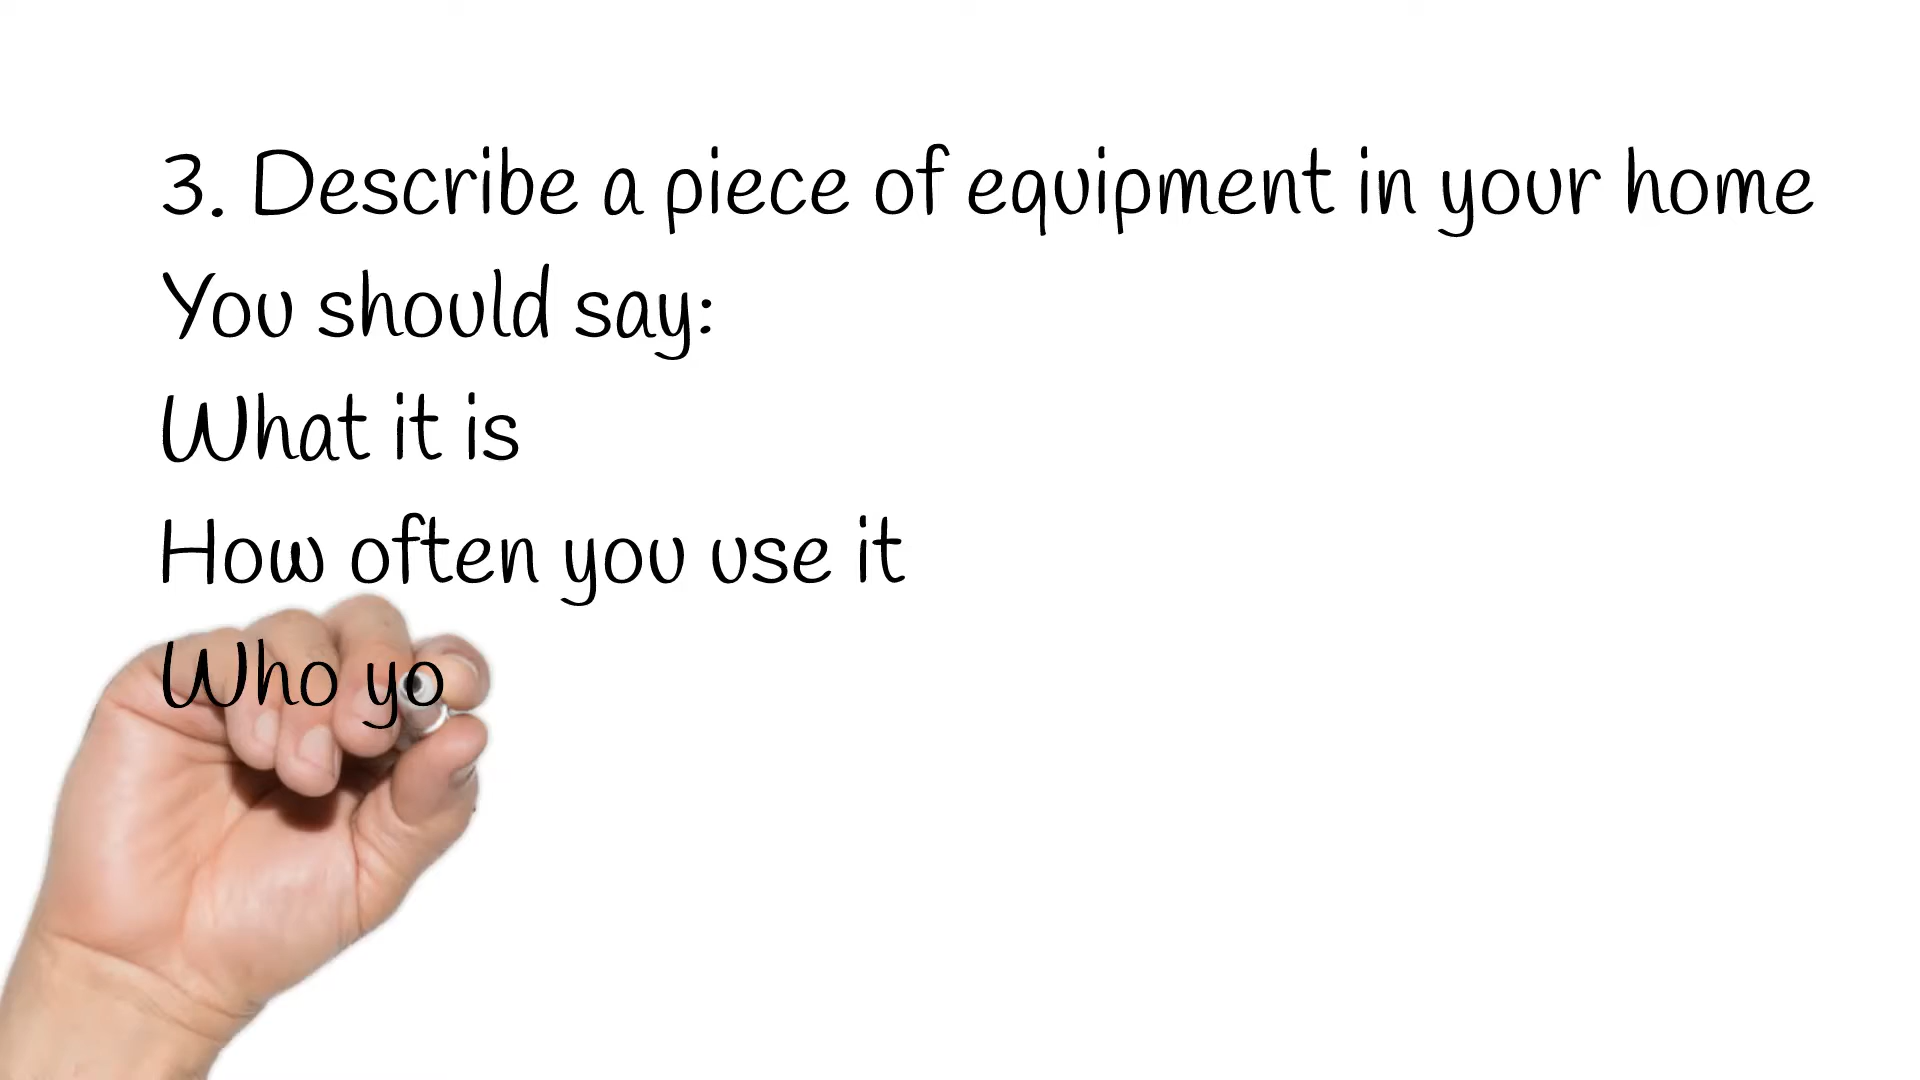 3. Describe a piece of equipment in your home
You should say:
What it is
How often you use it
Who yo